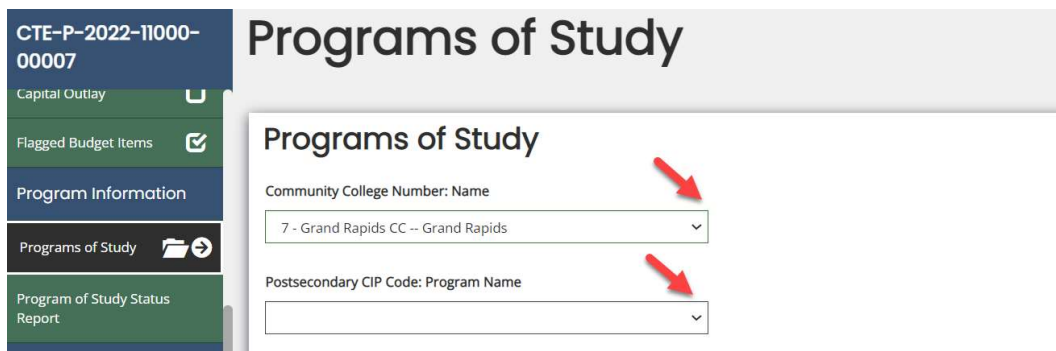 CTE-P-2022-11000-
00007
Capital Outlay
Flagged Budget Items
Program Information
Programs of Study
Program of Study Status
Report
Programs of Study
Programs of Study
Community College Number: Name
7 - Grand Rapids CC -- Grand Rapids
Postsecondary CIP Code: Program Name